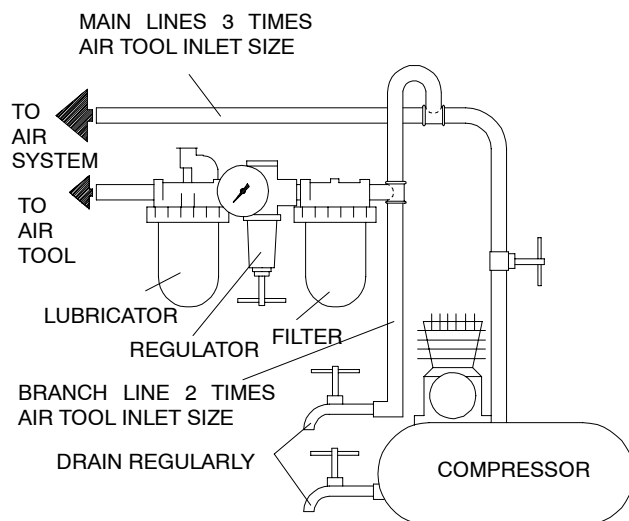 MAIN LINES 3 TIMES
AIR TOOL INLET SIZE
TO
AIR
SYSTEM
TO
AIR
TOOL
LUBRICATOR
REGULATOR
FILTER
BRANCH LINE 2 TIMES
AIR TOOL INLET SIZE
DRAIN REGULARLY
COMPRESSOR